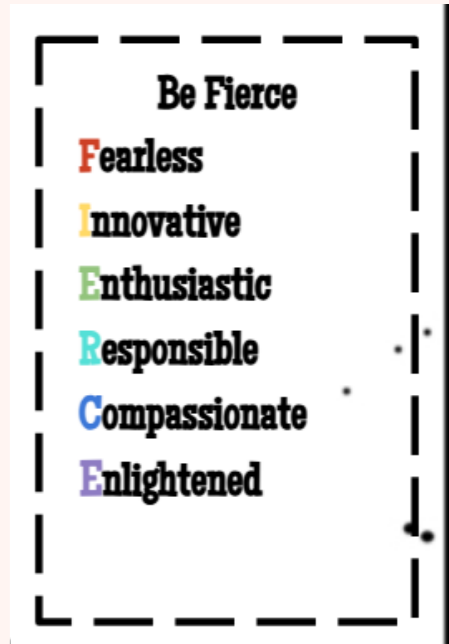 Be Fierce
Fearless
Innovative
Enthusiastic
Responsible
Compassionate
Enlightened